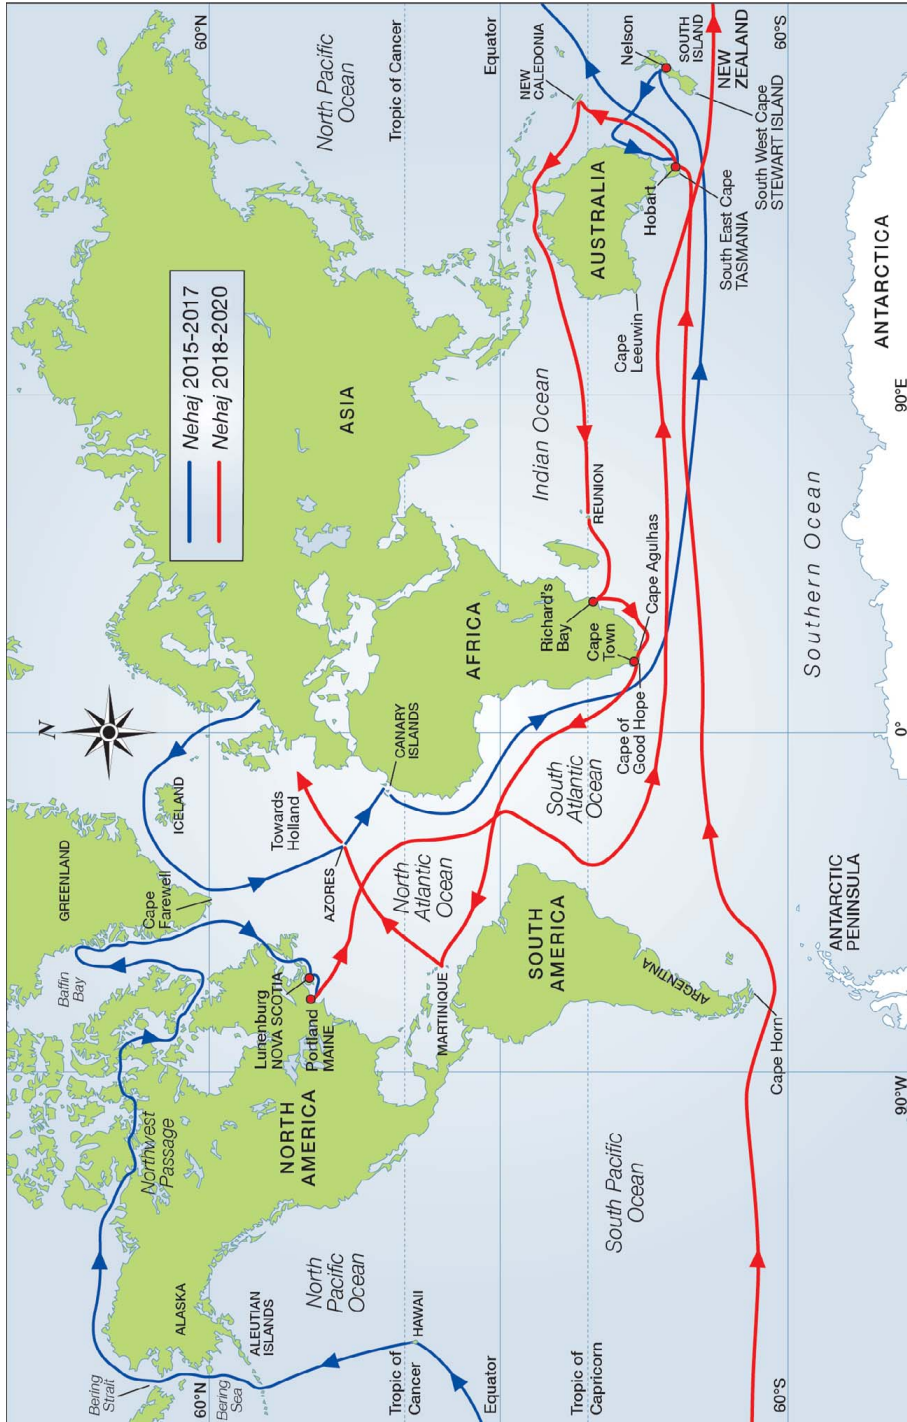 60°N
GREENLAND
Baffin
Bay
Cape
Farewell
ICELAND
N
Nehaj 2015-2017
Nehaj 2018-2020
Bering
Strait
60°N
Bering
Sea
ALASKA
ALEUTIAN
ISLANDS
Northwest
Passage
NORTH
AMERICA
Lunenburg
NOVA SCOTIA
Portland
MAINE
Towards
Holland
AZORES
CANARY
ISLANDS
ASIA
North Pacific
Ocean
North
Pacific
Ocean
HAWAII
Tropic of
Cancer
Tropic of Cancer
North
Atlantic
Ocean
MARTINIQUE
AFRICA
Equator
Equator
SOUTH
AMERICA
South
Atlantic
Ocean
Indian Ocean
NEW
CALEDONIA
Richard's
Bay
REUNION
Cape
Town
Cape of
Good Hope
Cape Agulhas
AUSTRALIA
Cape
Leeuwin
Hobart
Nelson
SOUTH
ISLAND
NEW
ZEALAND
South East Cape
TASMANIA
South West Cape
STEWART ISLAND
Tropic of
Capricorn
South Pacific
Ocean
ARGENTINA
Cape Horn
60°S
60°S
Southern Ocean
ANTARCTIC
PENINSULA
ANTARCTICA
90°W
0°
90°E